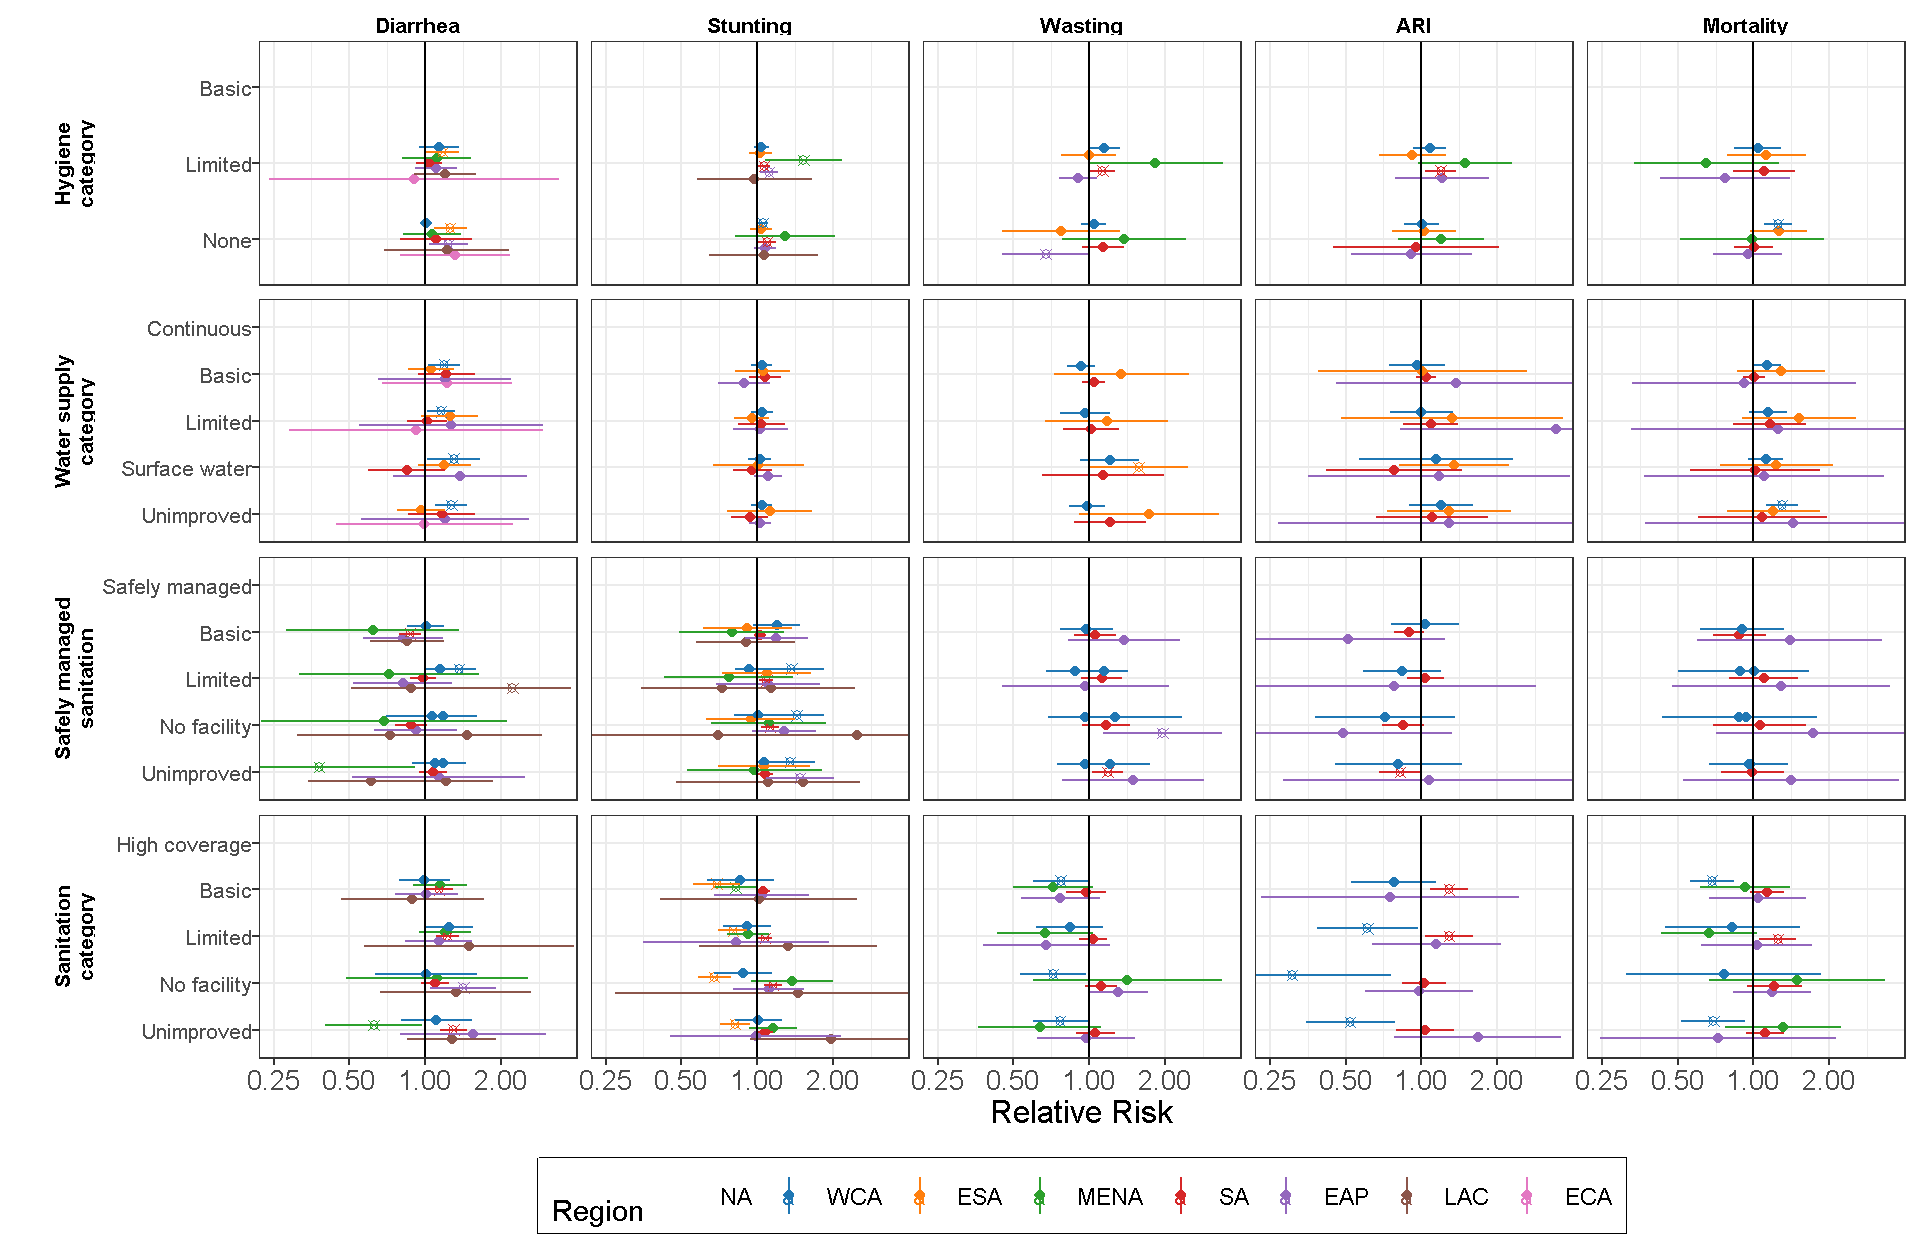 Diarrhea Stunting Wasting ARI Mortality
Hygiene
category
Basic
Limited
None
Water supply
category
Continuous
Basic
Limited
Surface water
Unimproved
Safely managed
sanitation
Safely managed
Basic
Limited
No facility
Unimproved
Sanitation
category
High coverage
Basic
Limited
No facility
Unimproved
0.25 0.50 1.00 2.00 0.25 0.50 1.00 2.00 0.25 0.50 1.00 2.00 0.25 0.50 1.00 2.00 0.25 0.50 1.00 2.00
Relative Risk
Region NA WCA ESA MENA SA EAP LAC ECA